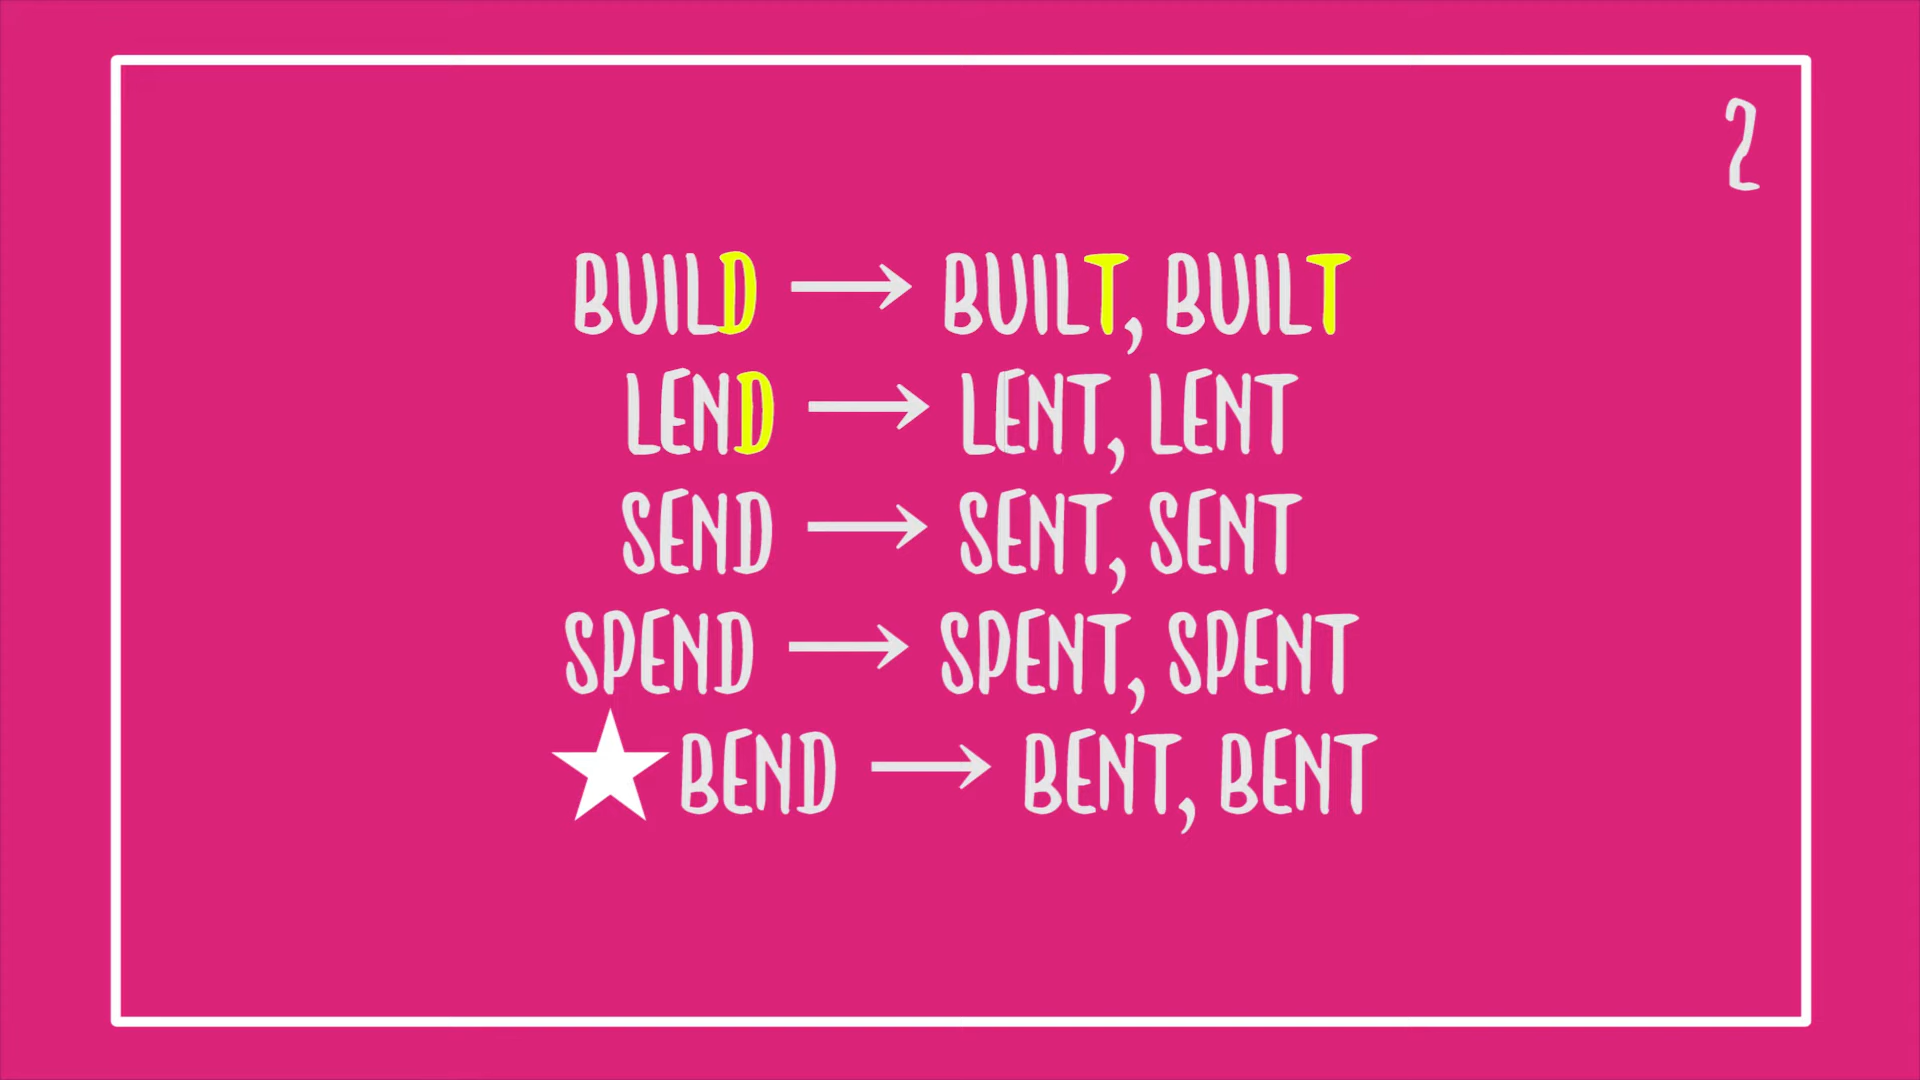 2
BUILD → BUILT, BUILT
LEND → LENT, LENT
SEND → SENT, SENT
SPEND → SPENT, SPENT
★ BEND → BENT, BENT